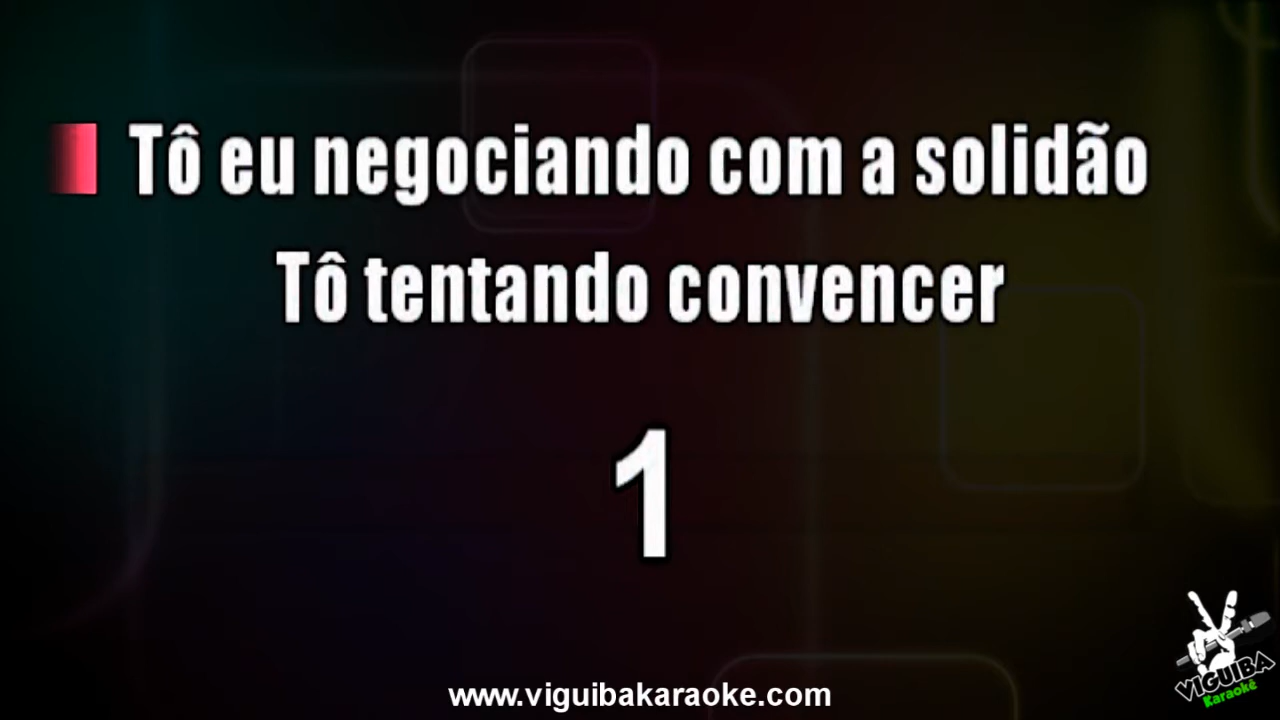 Tô eu negociando com a solidão
Tô tentando convencer
1
VIGUIBA
Karaokê
www.viguibakaraoke.com